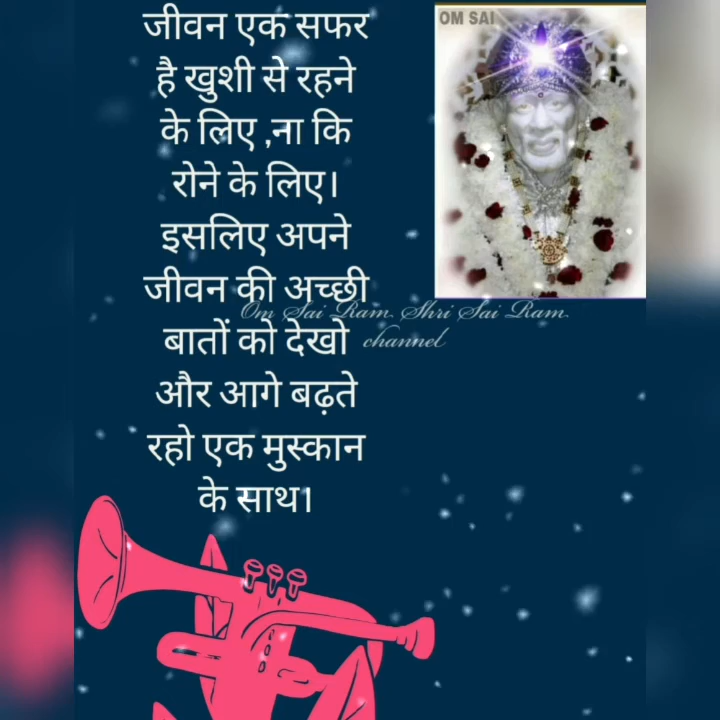 जीवन एक सफर
है खुशी से रहने
के लिए ,ना कि
रोने के लिए।
इसलिए अपने
जीवन की अच्छी
बातों को देखो
और आगे बढ़ते
रहो एक मुस्कान
के साथ।
OM SAI
Om Sai Ram Shri Sai Ram
channel